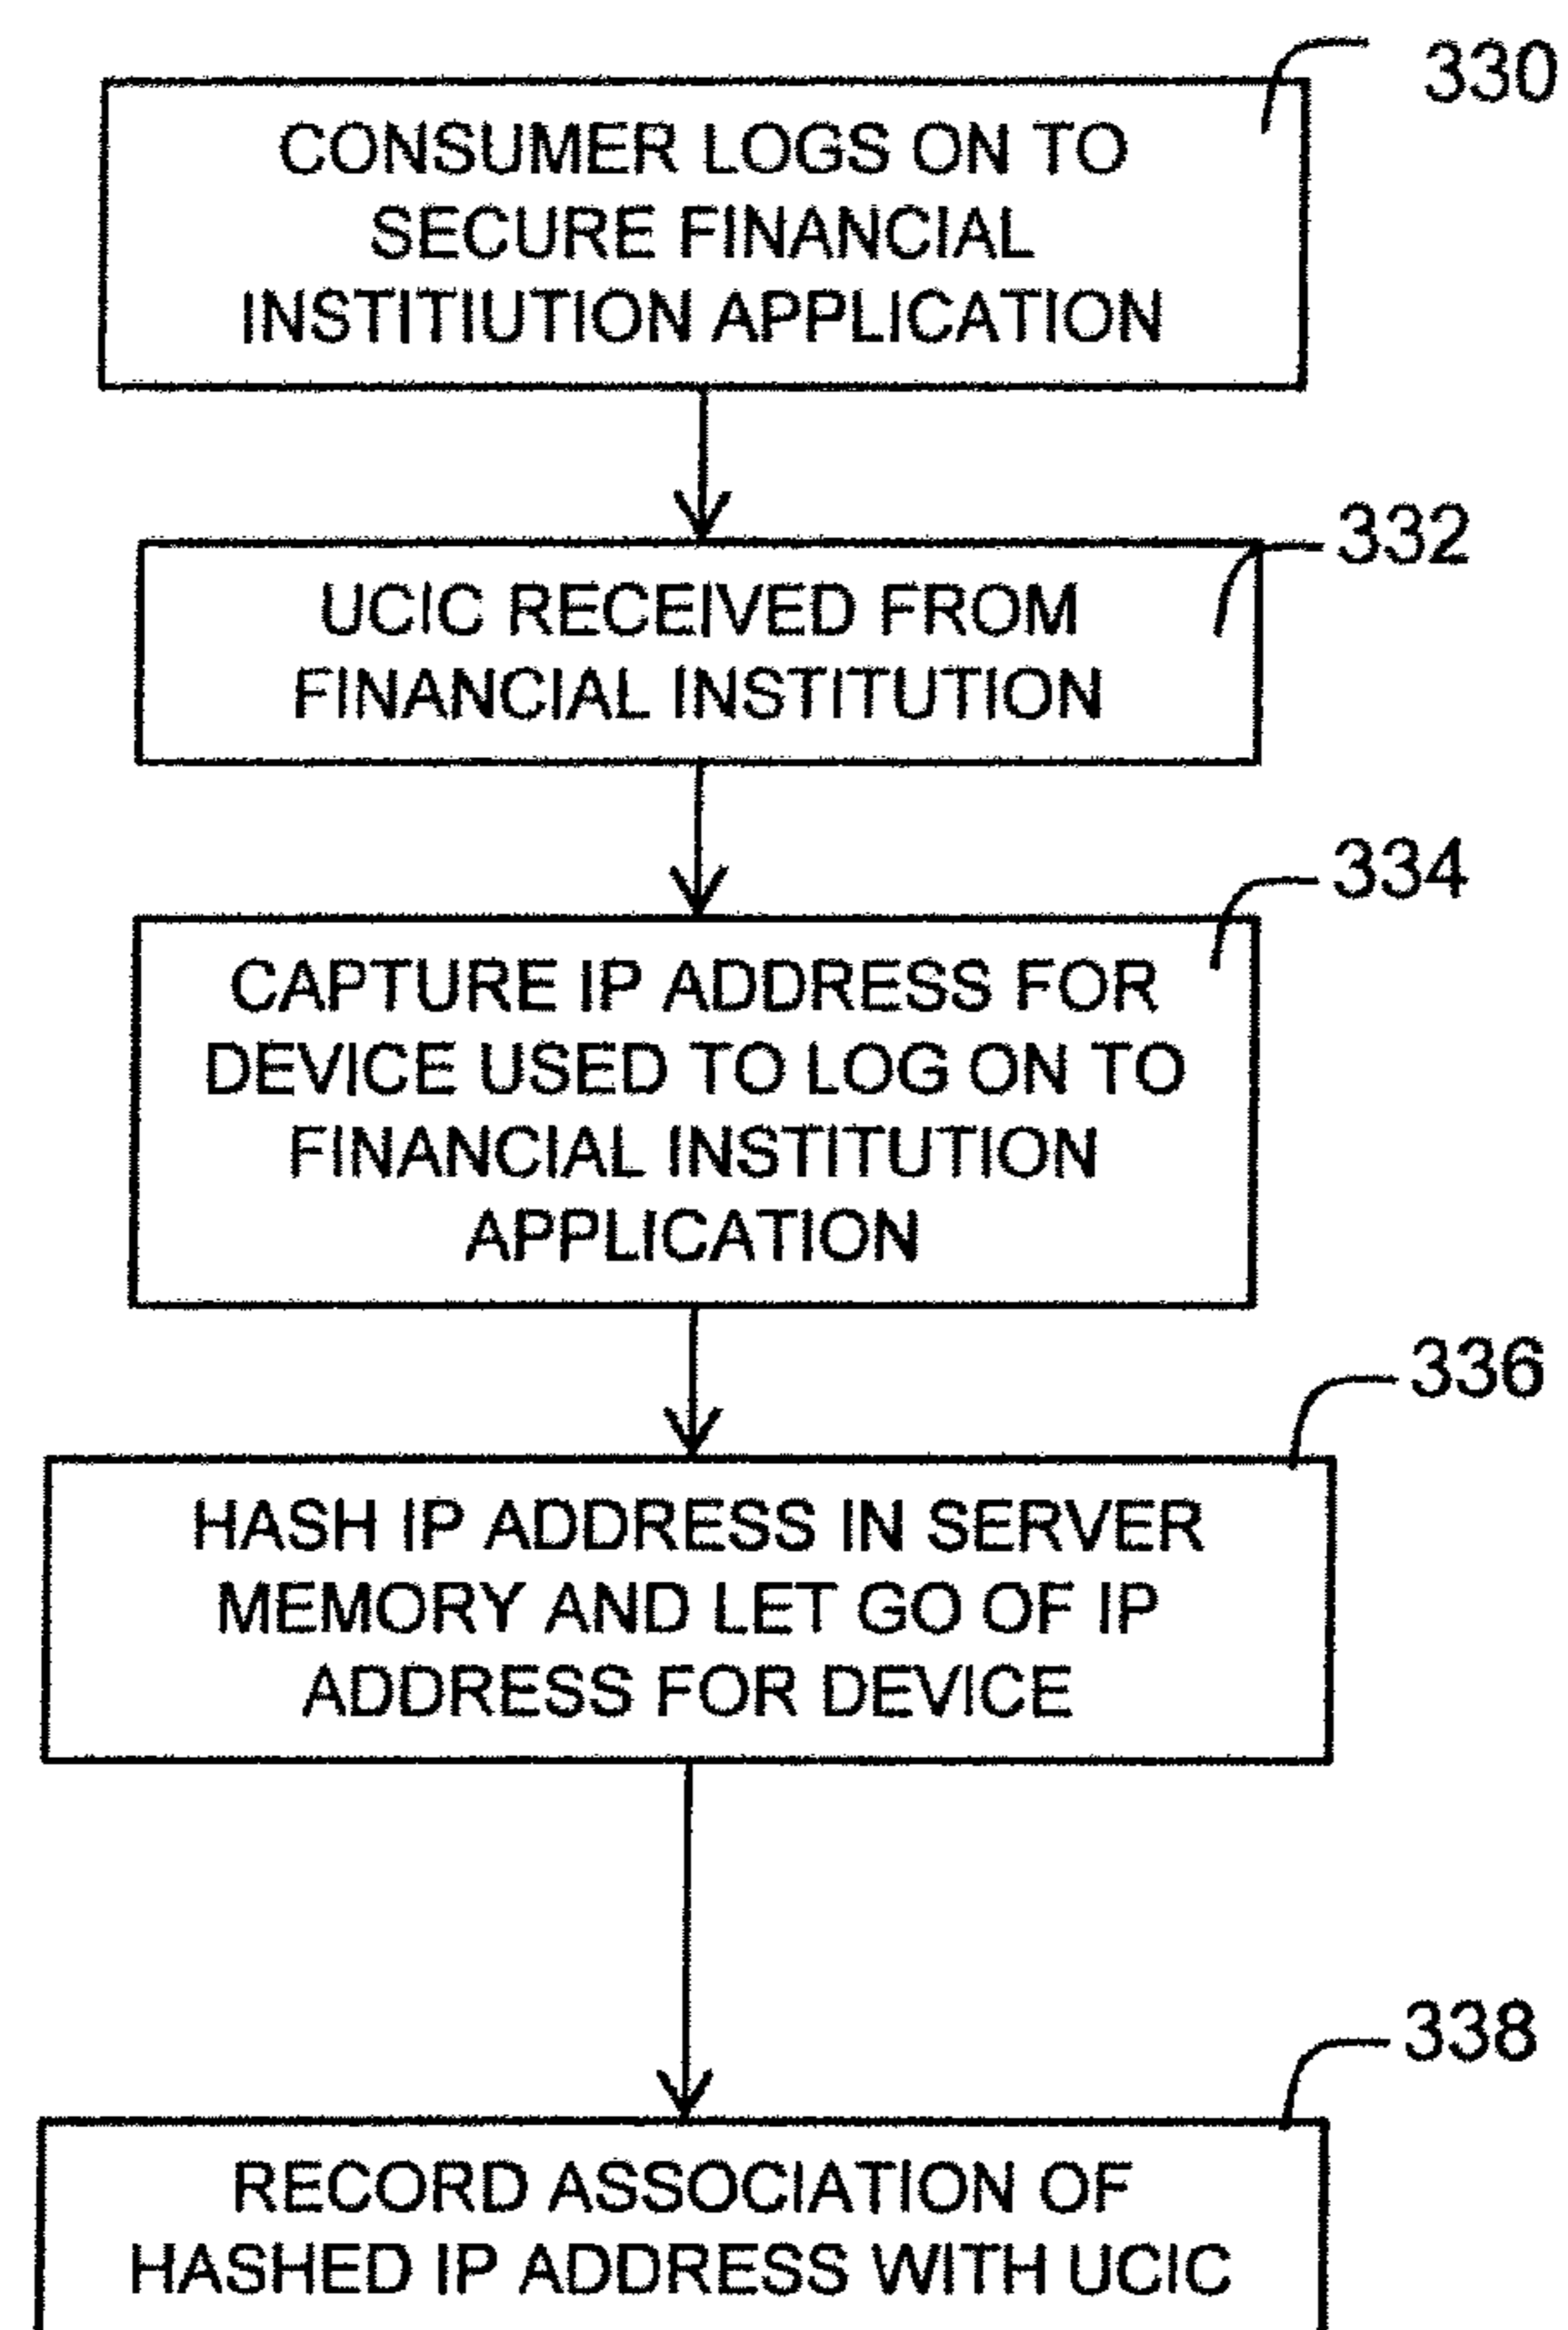 330
CONSUMER LOGS ON TO
SECURE FINANCIAL
INSTITIUTION APPLICATION
332
UCIC RECEIVED FROM
FINANCIAL INSTITUTION
334
CAPTURE IP ADDRESS FOR
DEVICE USED TO LOG ON TO
FINANCIAL INSTITUTION
APPLICATION
336
HASH IP ADDRESS IN SERVER
MEMORY AND LET GO OF IP
ADDRESS FOR DEVICE
338
RECORD ASSOCIATION OF
HASHED IP ADDRESS WITH UCIC